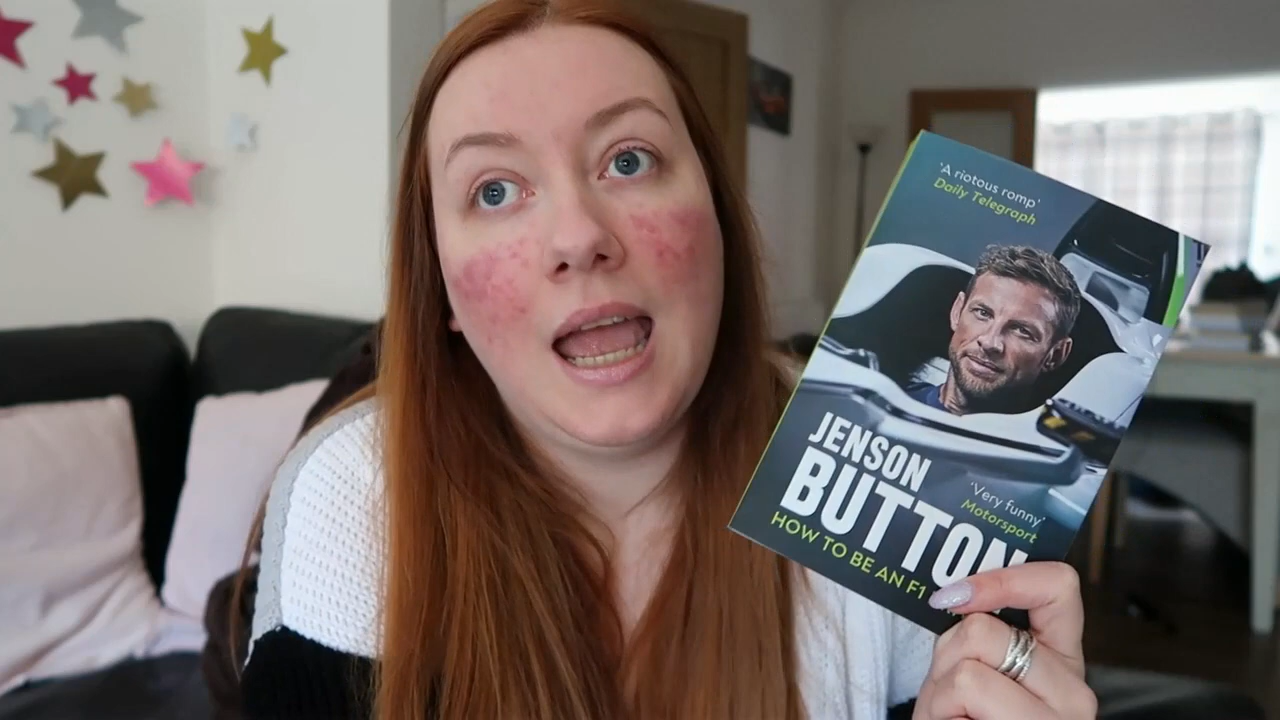 'A riotous romp'
Daily Telegraph
JENSON
BUTTON
'Very funny'
Motorsport
HOW TO BE AN F1